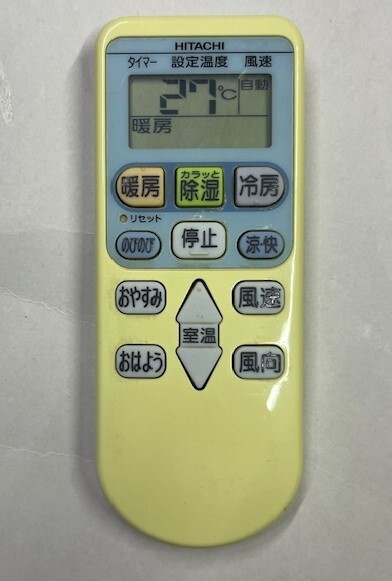 HITACHI
タイマー 設定温度 風速
27℃ 自動
暖房
暖房 カラッと除湿 冷房
リセット
のびのび 停止 涼快
おやすみ 風速
室温
おはよう 風向